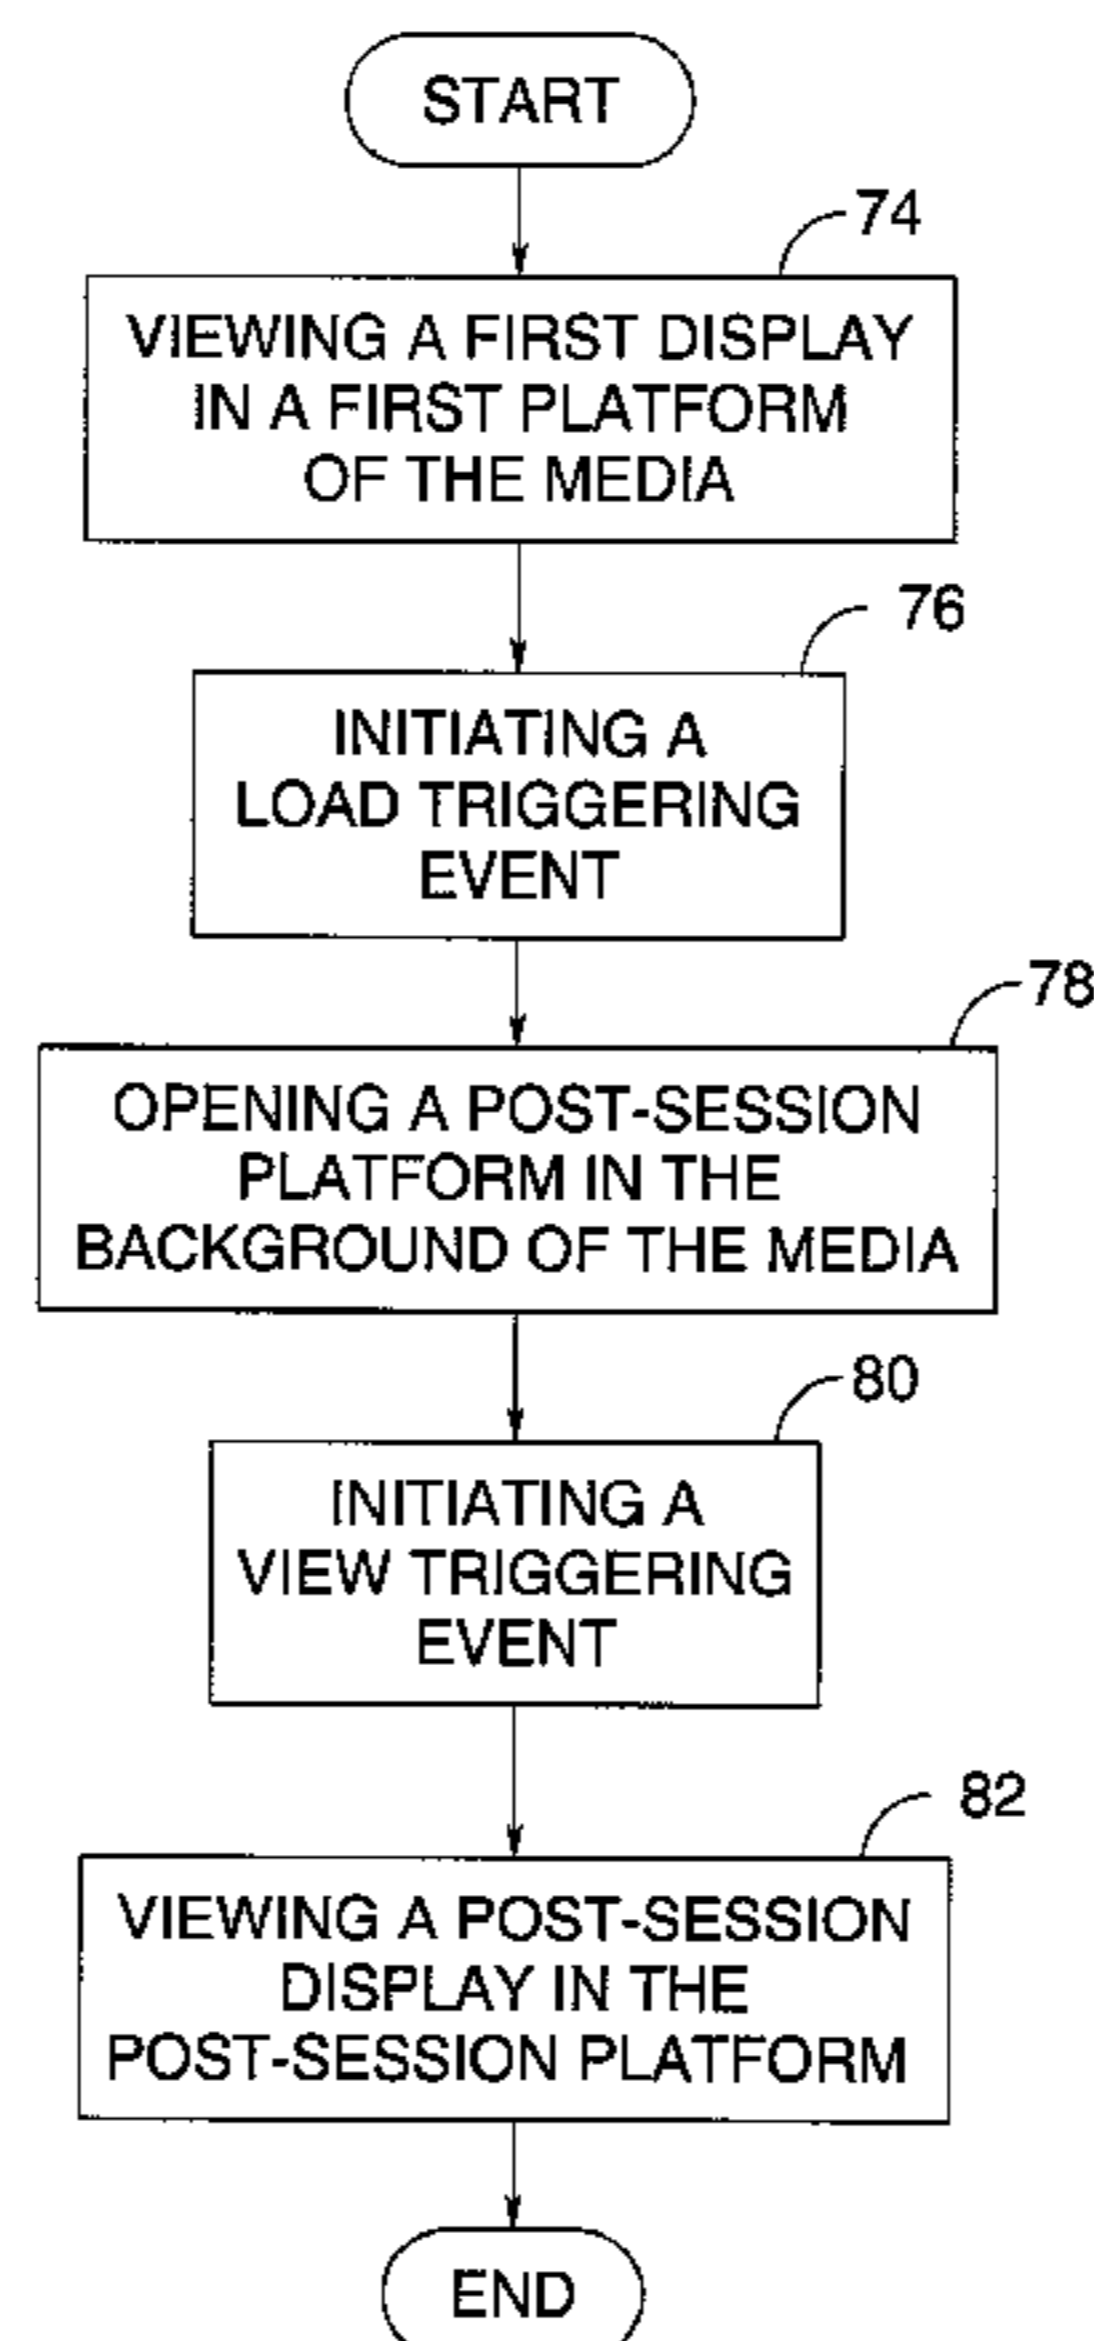 START
74
VIEWING A FIRST DISPLAY
IN A FIRST PLATFORM
OF THE MEDIA
76
INITIATING A
LOAD TRIGGERING
EVENT
78
OPENING A POST-SESSION
PLATFORM IN THE
BACKGROUND OF THE MEDIA
80
INITIATING A
VIEW TRIGGERING
EVENT
82
VIEWING A POST-SESSION
DISPLAY IN THE
POST-SESSION PLATFORM
END